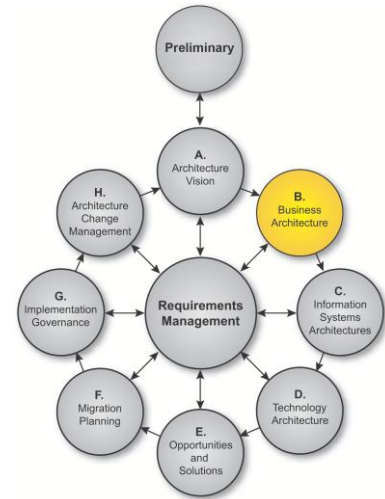 Preliminary
A.
Architecture
Vision
B.
Business
Architecture
C.
Information
Systems
Architectures
D.
Technology
Architecture
E.
Opportunities
and
Solutions
F.
Migration
Planning
G.
Implementation
Governance
H.
Architecture
Change
Management
Requirements
Management